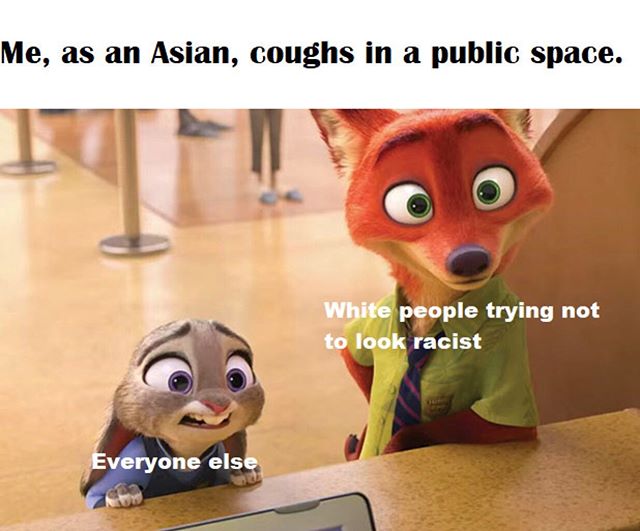 Me, as an Asian, coughs in a public space.
White people trying not
to look racist
Everyone else